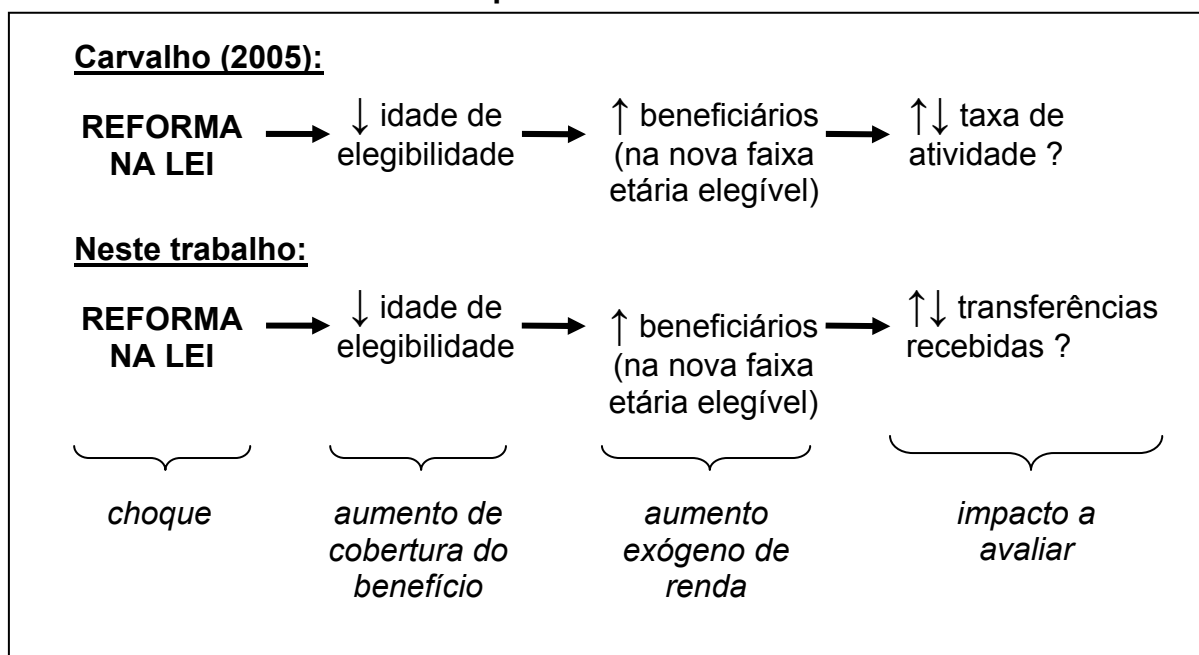 Carvalho (2005):
REFORMA
NA LEI
↓ idade de
elegibilidade
↑ beneficiários
(na nova faixa
etária elegível)
↑↓ taxa de
atividade ?
Neste trabalho:
REFORMA
NA LEI
↓ idade de
elegibilidade
↑ beneficiários
(na nova faixa
etária elegível)
↑↓ transferências
recebidas ?
choque
aumento de
cobertura do
benefício
aumento
exógeno de
renda
impacto a
avaliar